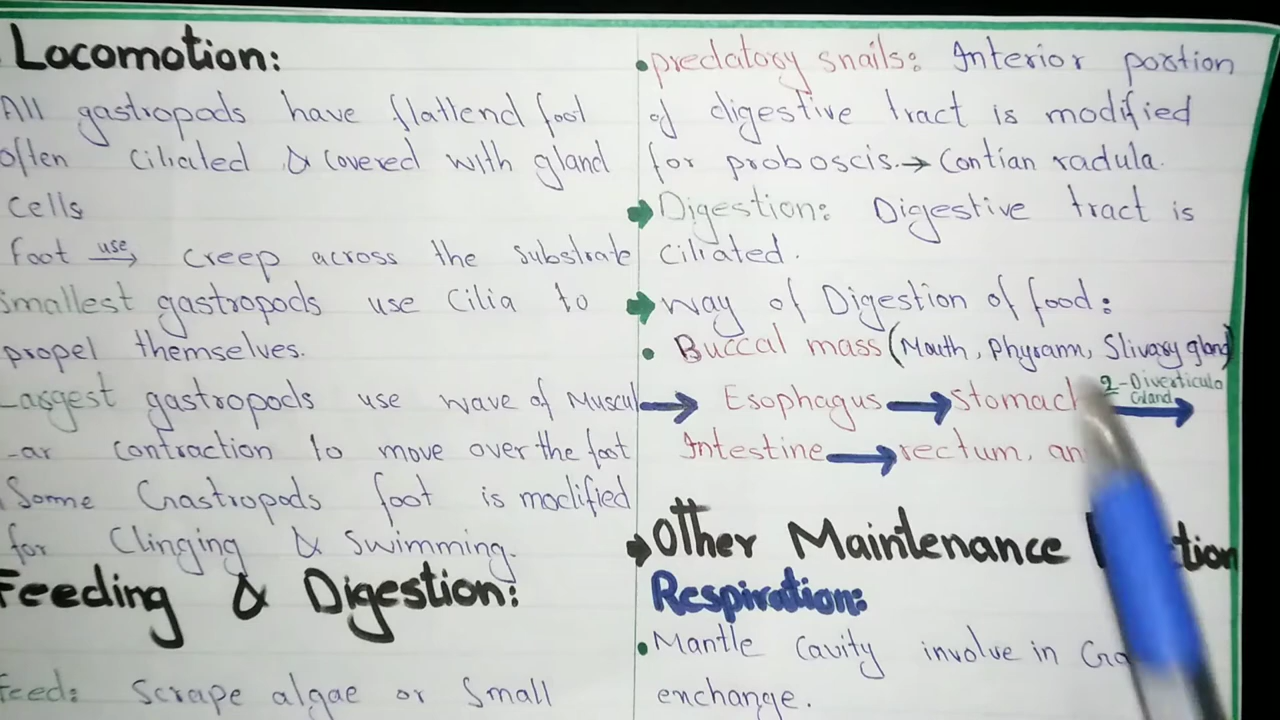 Locomotion:
All gastropods have flattend foot
often ciliated & covered with gland
cells
foot use → creep across the substrate
smallest gastropods use Cilia to
propel themselves.
Largest gastropods use wave of Muscul
-ar contraction to move over the foot
Some Gastropods foot is modified
for Clinging & Swimming.
Feeding & Digestion:
feed: Scrape algae or Small
predatory snails: Interior portion
of digestive tract is modified
for proboscis. → Contian radula.
Digestion: Digestive tract is
Ciliated.
way of Digestion of food:
Buccal mass (Mouth, Phyrann, Slivary gland)
→ Esophagus → Stomach 2-Diverticula Gland →
Intestine → rectum, an
Other Maintenance
Respiration:
Mantle Cavity involve in
exchange.